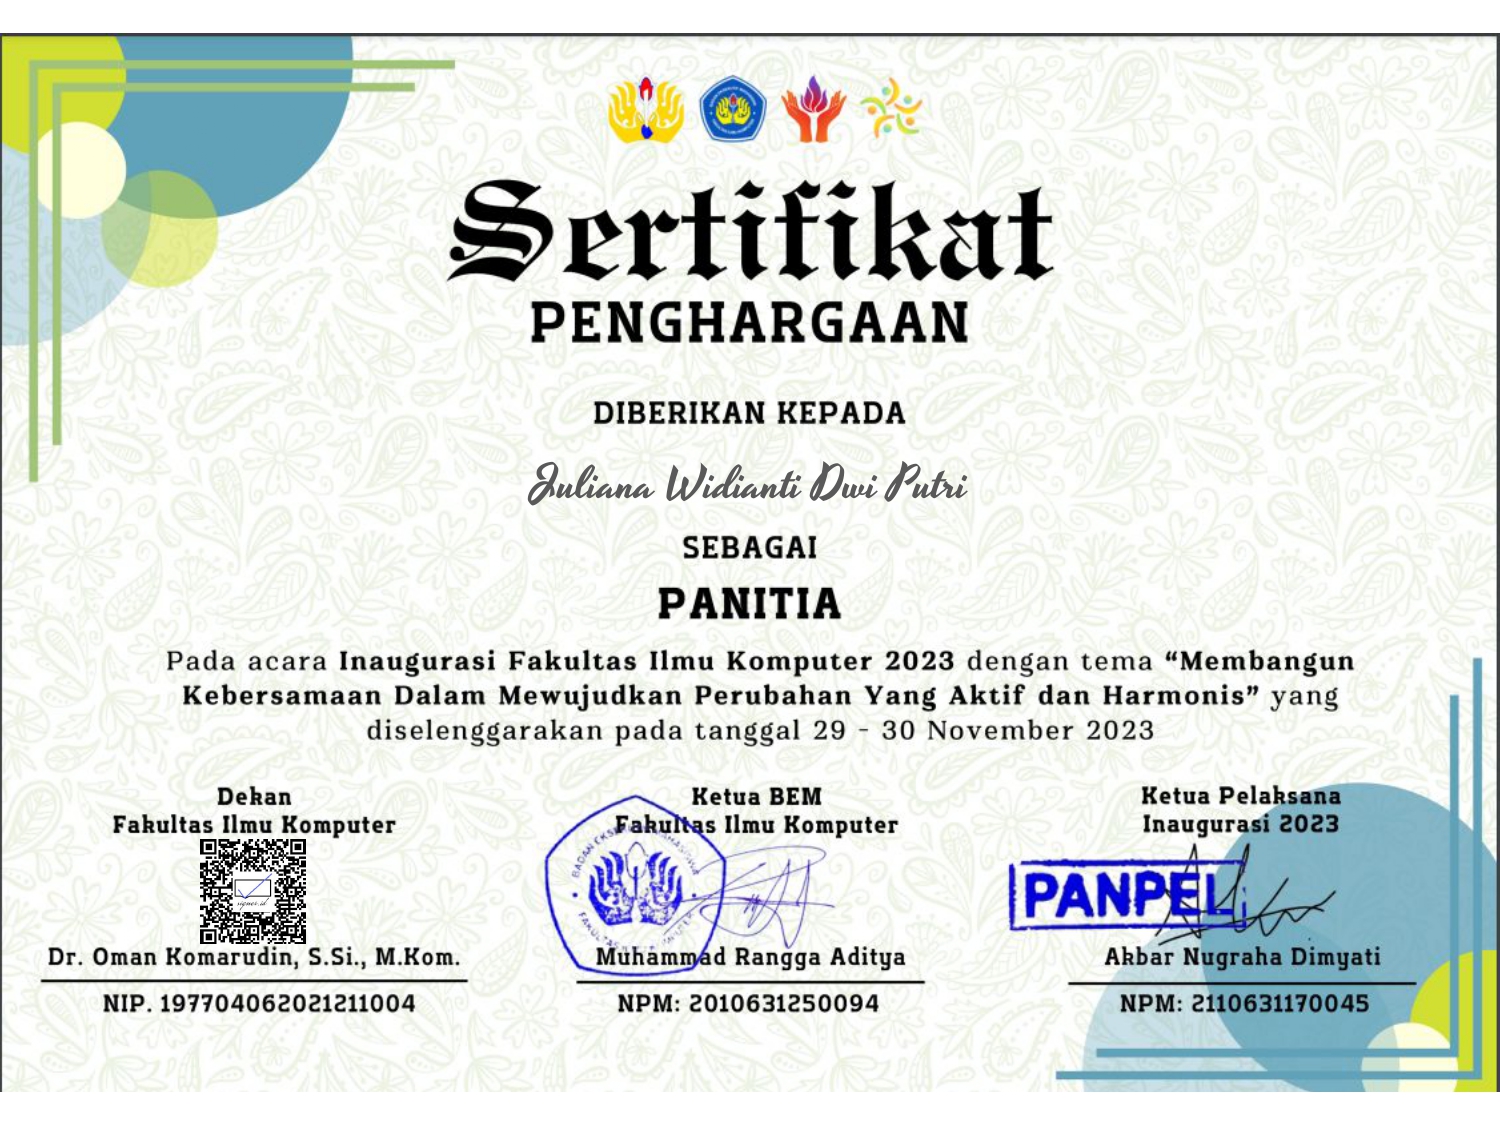 Sertifikat
PENGHARGAAN
DIBERIKAN KEPADA
Juliana Widianti Dwi Putri
SEBAGAI
PANITIA
Pada acara Inaugurasi Fakultas Ilmu Komputer 2023 dengan tema “Membangun
Kebersamaan Dalam Mewujudkan Perubahan Yang Aktif dan Harmonis” yang
diselenggarakan pada tanggal 29 - 30 November 2023
Dekan
Fakultas Ilmu Komputer
signer.id
Dr. Oman Komarudin, S.Si., M.Kom.
NIP. 197704062021211004
Ketua BEM
Fakultas Ilmu Komputer
Muhammad Rangga Aditya
NPM: 2010631250094
Ketua Pelaksana
Inaugurasi 2023
PANPEL
Akbar Nugraha Dimyati
NPM: 2110631170045